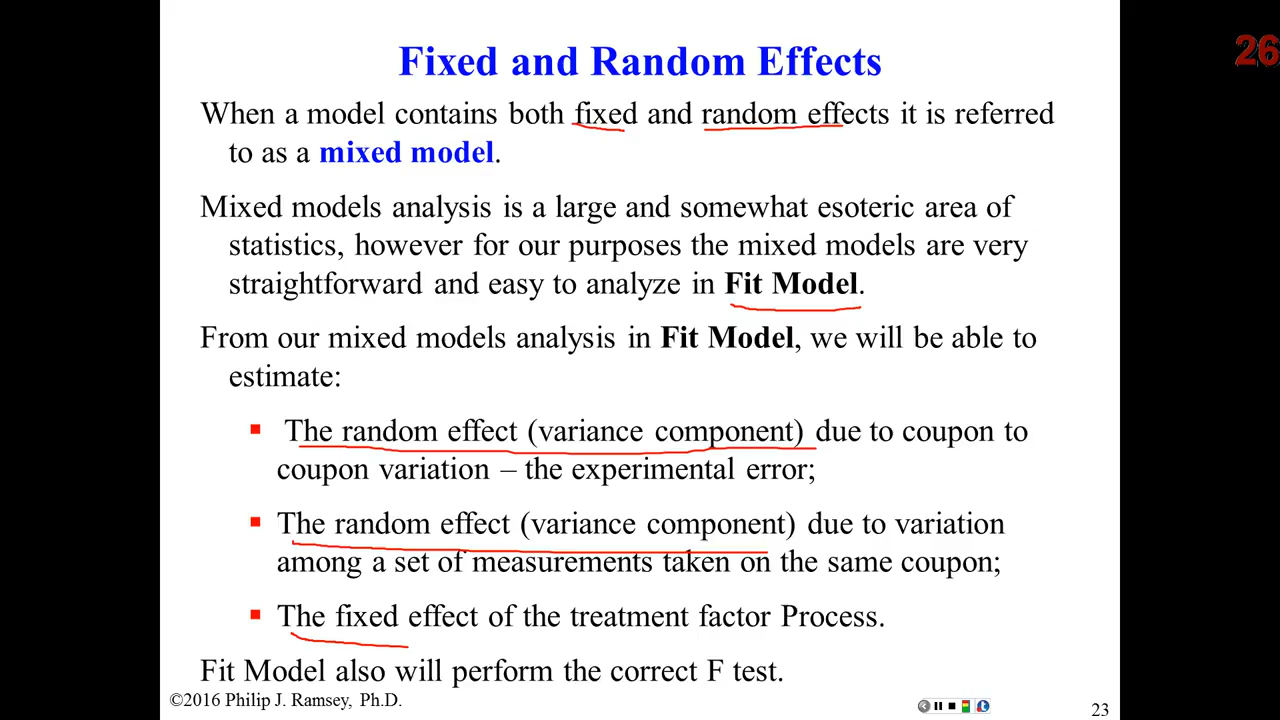 Fixed and Random Effects
26
When a model contains both fixed and random effects it is referred
to as a mixed model.
Mixed models analysis is a large and somewhat esoteric area of
statistics, however for our purposes the mixed models are very
straightforward and easy to analyze in Fit Model.
From our mixed models analysis in Fit Model, we will be able to
estimate:
The random effect (variance component) due to coupon to
coupon variation – the experimental error;
The random effect (variance component) due to variation
among a set of measurements taken on the same coupon;
The fixed effect of the treatment factor Process.
Fit Model also will perform the correct F test.
©2016 Philip J. Ramsey, Ph.D.
23